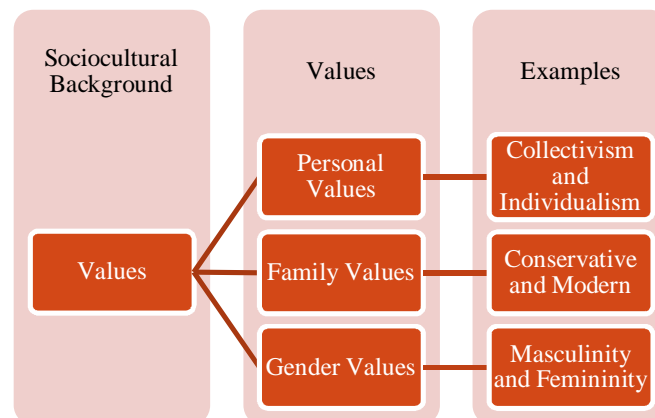 Sociocultural
Background
Values
Examples
Values
Personal
Values
Collectivism
and
Individualism
Family Values
Conservative
and Modern
Gender Values
Masculinity
and Femininity